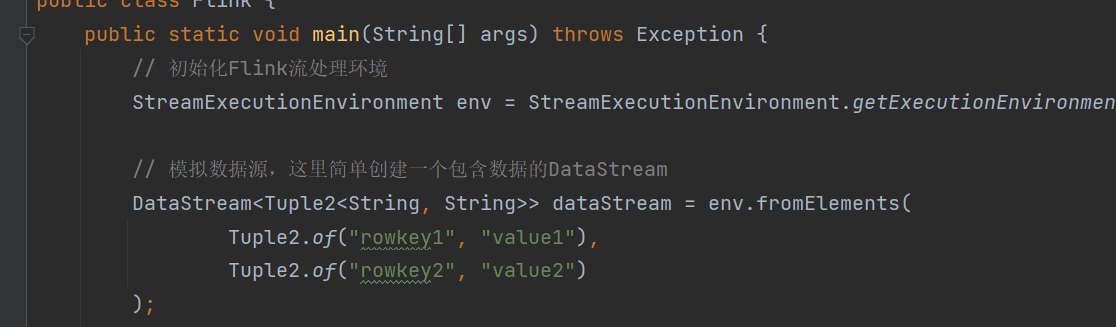 public class Flink {
public static void main(String[] args) throws Exception {
// 初始化Flink流处理环境
StreamExecutionEnvironment env = StreamExecutionEnvironment.getExecutionEnvironmen
// 模拟数据源，这里简单创建一个包含数据的DataStream
DataStream<Tuple2<String, String>> dataStream = env.fromElements(
Tuple2.of("rowkey1", "value1"),
Tuple2.of("rowkey2", "value2")
);